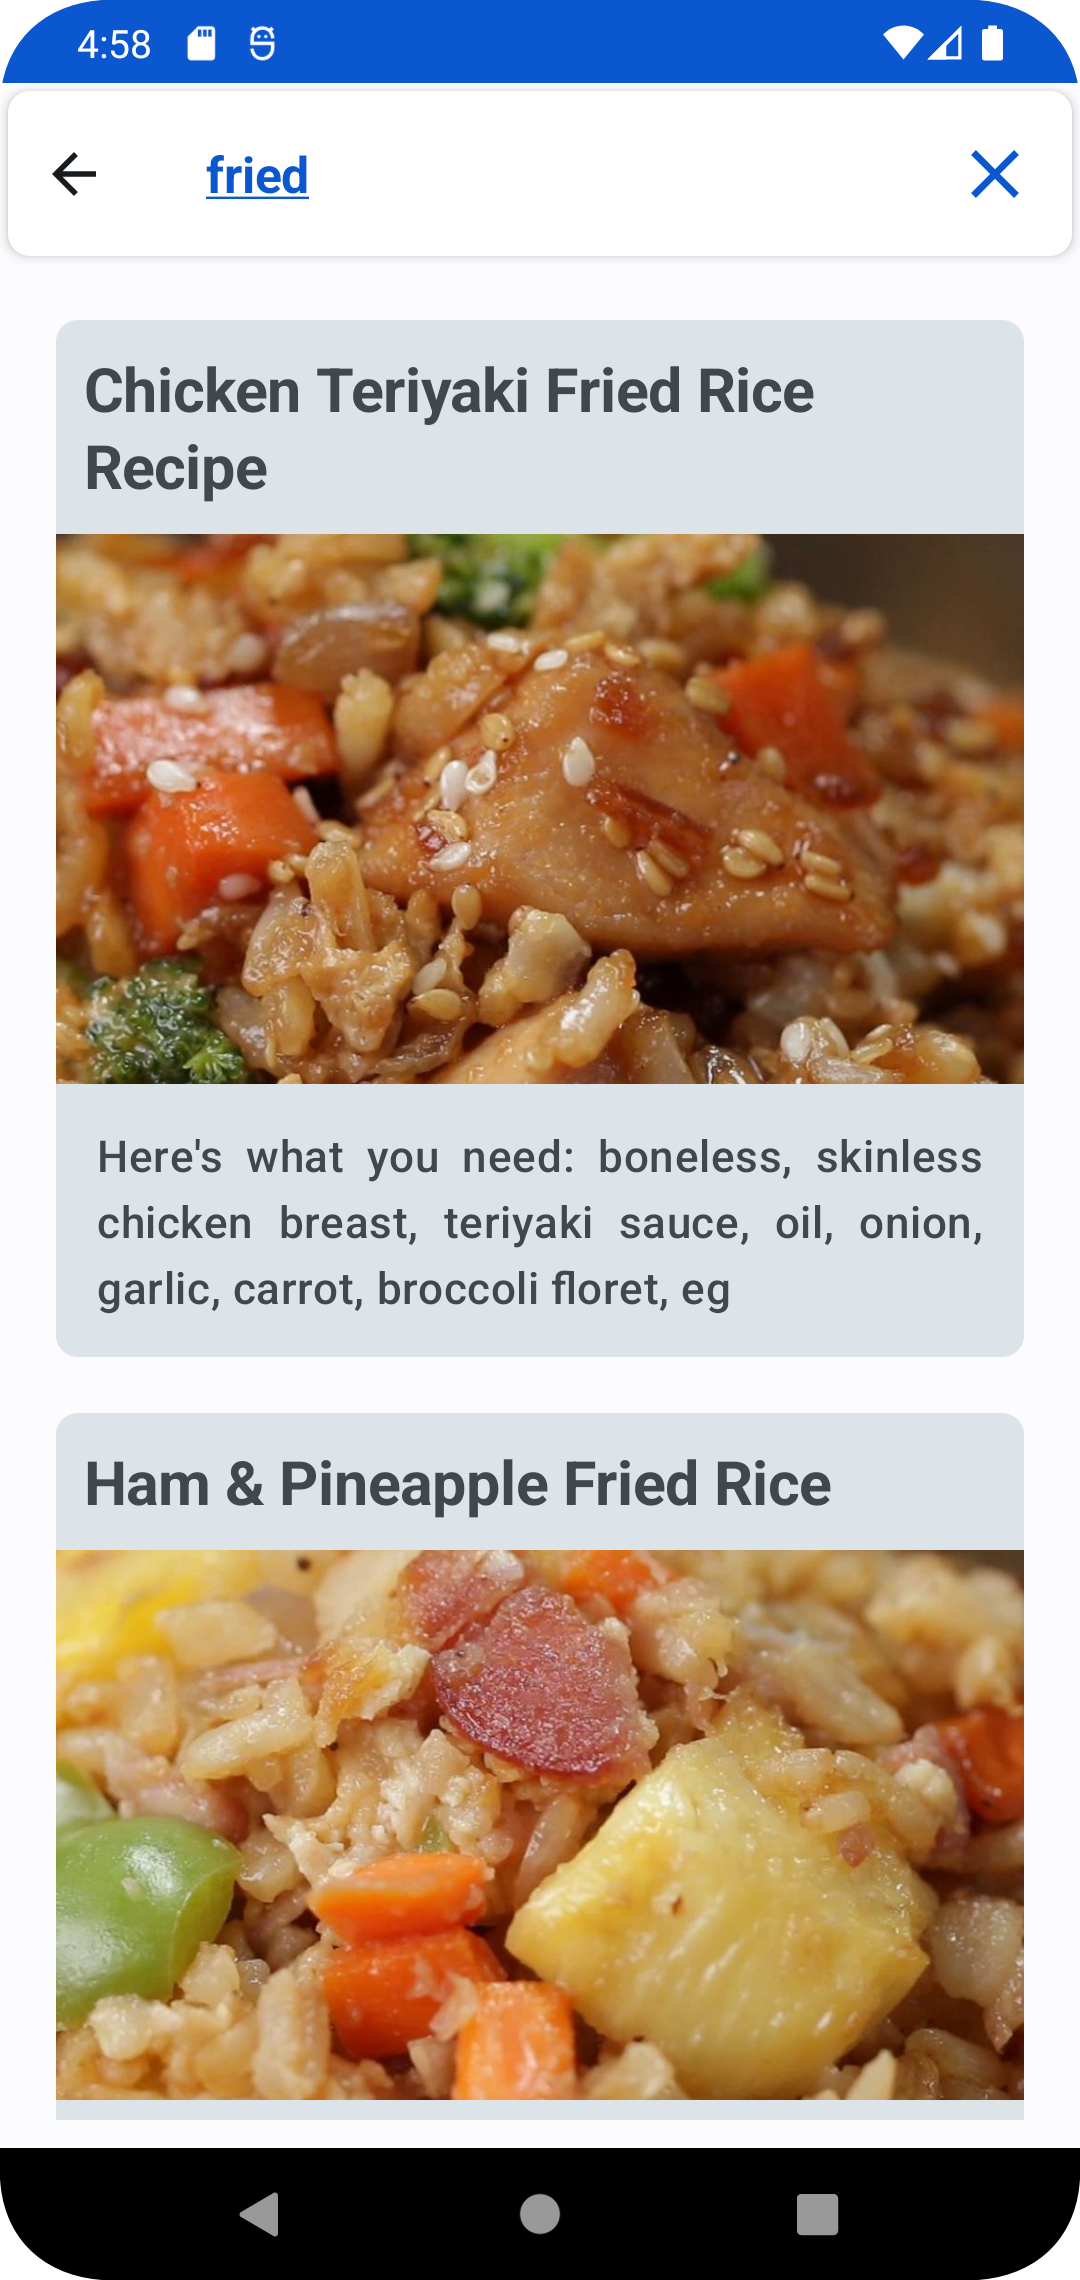 4:58
fried
Chicken Teriyaki Fried Rice
Recipe
Here's what you need: boneless, skinless
chicken breast, teriyaki sauce, oil, onion,
garlic, carrot, broccoli floret, eg
Ham & Pineapple Fried Rice